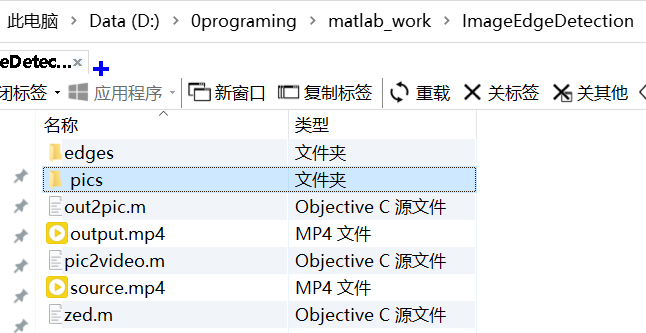 此电脑 > Data (D:) > 0programing > matlab_work > ImageEdgeDetection
eDetec...× +
闭标签 应用程序 新窗口 复制标签 重载 关标签 关其他
名称 类型
edges 文件夹
pics 文件夹
out2pic.m Objective C 源文件
output.mp4 MP4 文件
pic2video.m Objective C 源文件
source.mp4 MP4 文件
zed.m Objective C 源文件